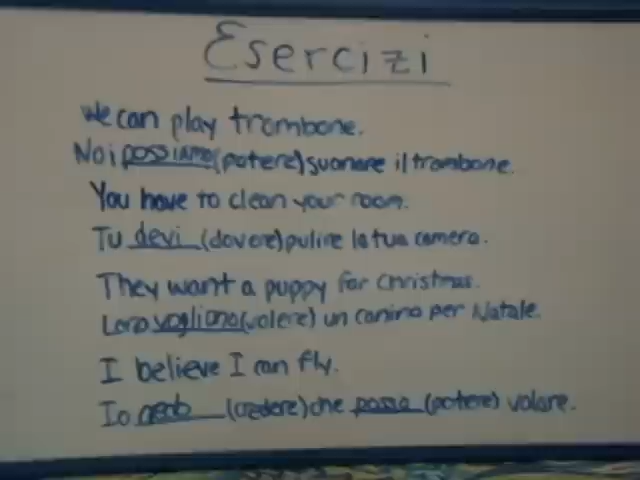 Esercizi
We can play trombone.
Noi possiamo (potere) suonare il trombone.
You have to clean your room.
Tu devi (dovere) pulire la tua camera.
They want a puppy for Christmas.
Loro vogliono (volere) un canino per Natale.
I believe I can fly.
Io credo (credere) che posso (potere) volare.